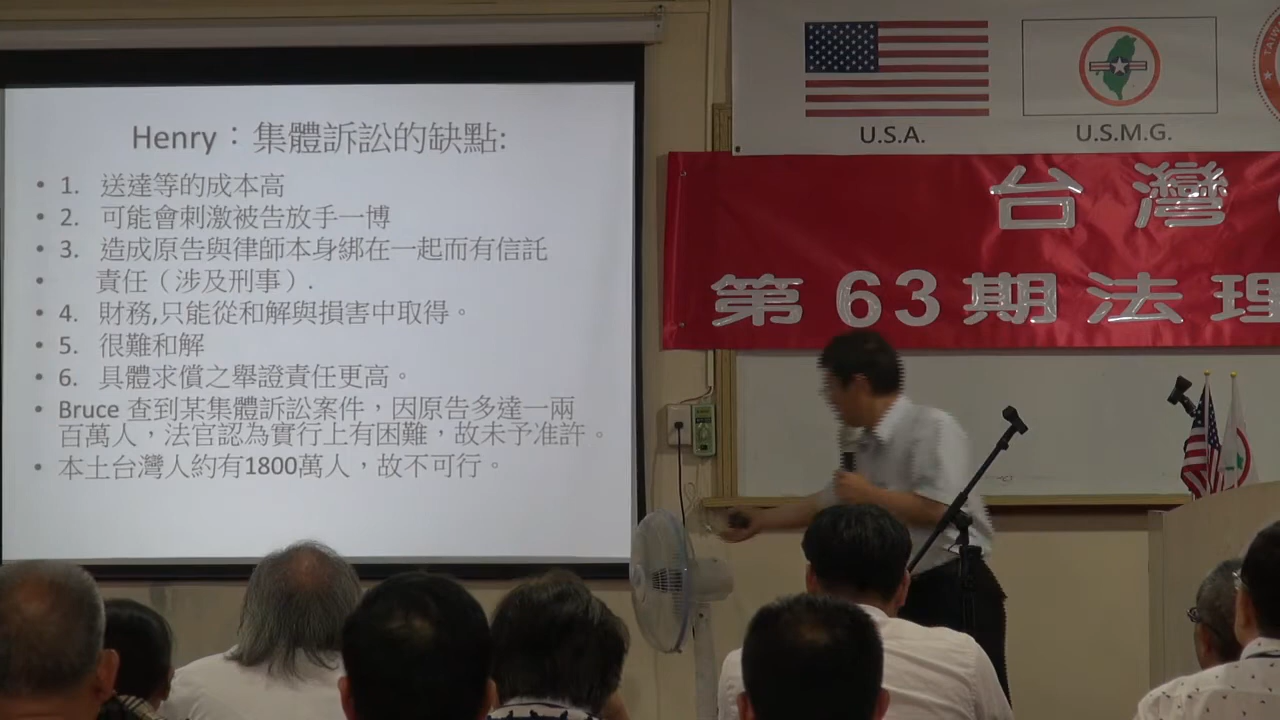 Henry：集體訴訟的缺點:
• 1. 送達等的成本高
• 2. 可能會刺激被告放手一博
• 3. 造成原告與律師本身綁在一起而有信託
• 責任（涉及刑事）.
• 4. 財務,只能從和解與損害中取得。
• 5. 很難和解
• 6. 具體求償之舉證責任更高。
• Bruce 查到某集體訴訟案件，因原告多達一兩
百萬人，法官認為實行上有困難，故未予准許。
• 本土台灣人約有1800萬人，故不可行。
U.S.A.
U.S.M.G.
台灣
第63期法理